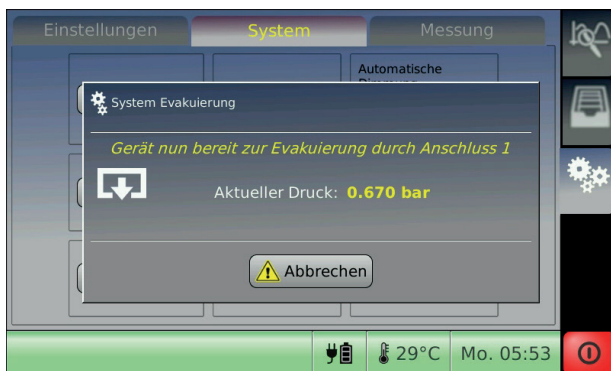 Einstellungen
System
Messung
Automatische
System Evakuierung
Gerät nun bereit zur Evakuierung durch Anschluss 1
Aktueller Druck: 0.670 bar
Abbrechen
29°C
Mo. 05:53